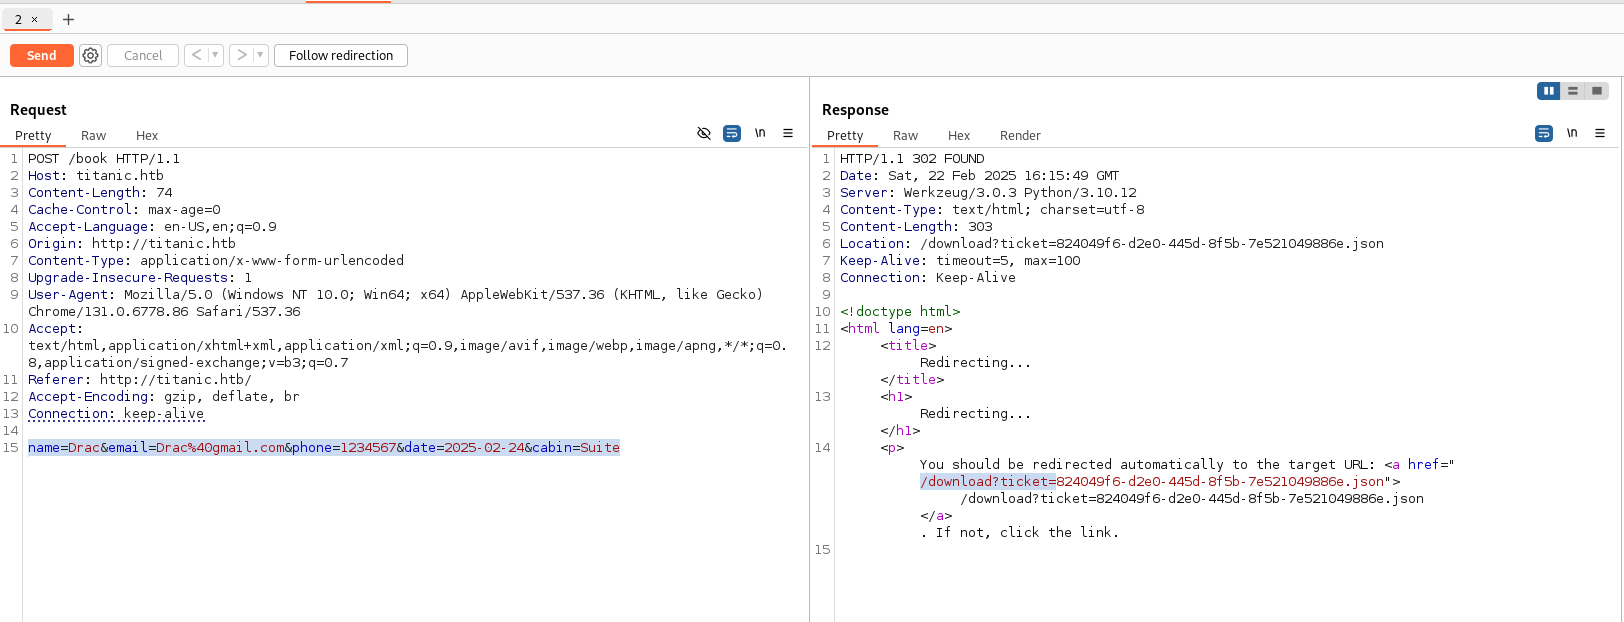 2 × +
Send Cancel < ▼ > ▼ Follow redirection
Request
Pretty Raw Hex \n
1 POST /book HTTP/1.1
2 Host: titanic.htb
3 Content-Length: 74
4 Cache-Control: max-age=0
5 Accept-Language: en-US,en;q=0.9
6 Origin: http://titanic.htb
7 Content-Type: application/x-www-form-urlencoded
8 Upgrade-Insecure-Requests: 1
9 User-Agent: Mozilla/5.0 (Windows NT 10.0; Win64; x64) AppleWebKit/537.36 (KHTML, like Gecko)
Chrome/131.0.6778.86 Safari/537.36
10 Accept:
text/html,application/xhtml+xml,application/xml;q=0.9,image/avif,image/webp,image/apng,*/*;q=0.
8,application/signed-exchange;v=b3;q=0.7
11 Referer: http://titanic.htb/
12 Accept-Encoding: gzip, deflate, br
13 Connection: keep-alive
14
15 name=Drac&email=Drac%40gmail.com&phone=1234567&date=2025-02-24&cabin=Suite
Response
Pretty Raw Hex Render \n
1 HTTP/1.1 302 FOUND
2 Date: Sat, 22 Feb 2025 16:15:49 GMT
3 Server: Werkzeug/3.0.3 Python/3.10.12
4 Content-Type: text/html; charset=utf-8
5 Content-Length: 303
6 Location: /download?ticket=824049f6-d2e0-445d-8f5b-7e521049886e.json
7 Keep-Alive: timeout=5, max=100
8 Connection: Keep-Alive
9
10 <!doctype html>
11 <html lang=en>
12 <title>
Redirecting...
</title>
13 <h1>
Redirecting...
</h1>
14 <p>
You should be redirected automatically to the target URL: <a href="
/download?ticket=824049f6-d2e0-445d-8f5b-7e521049886e.json">
/download?ticket=824049f6-d2e0-445d-8f5b-7e521049886e.json
</a>
. If not, click the link.
15